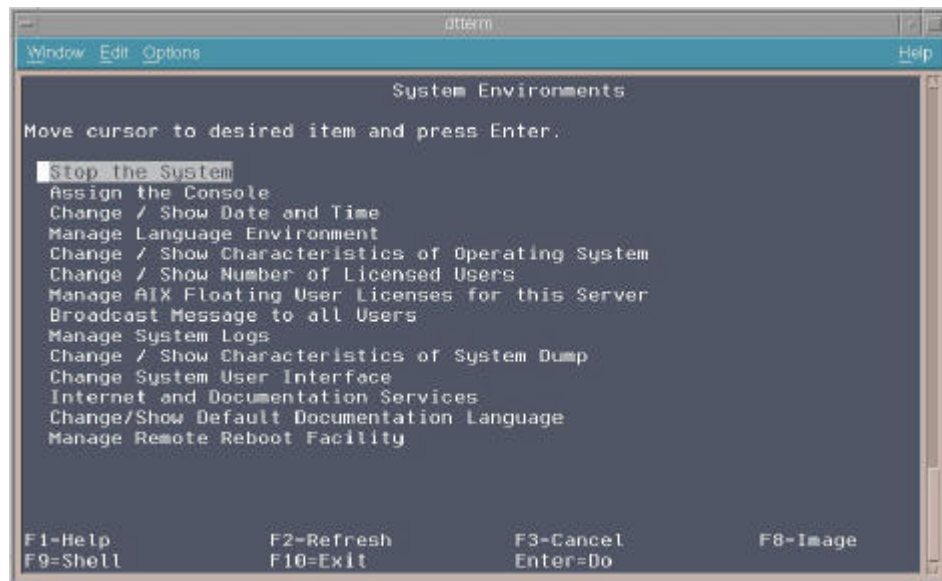 dtterm
Window Edit Options Help
System Environments
Move cursor to desired item and press Enter.
Stop the System
Assign the Console
Change / Show Date and Time
Manage Language Environment
Change / Show Characteristics of Operating System
Change / Show Number of Licensed Users
Manage AIX Floating User Licenses for this Server
Broadcast Message to all Users
Manage System Logs
Change / Show Characteristics of System Dump
Change System User Interface
Internet and Documentation Services
Change/Show Default Documentation Language
Manage Remote Reboot Facility
F1=Help F2=Refresh F3=Cancel F8=Image
F9=Shell F10=Exit Enter=Do